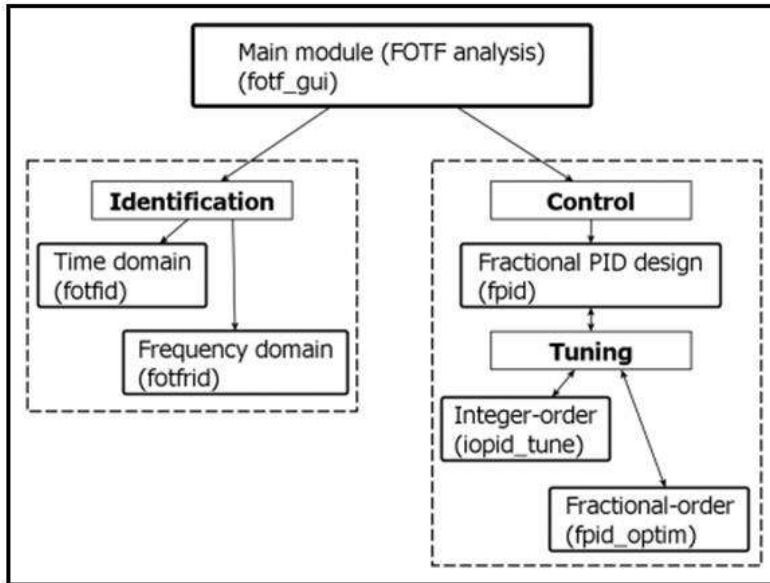 Main module (FOTF analysis)
(fotf_gui)
Identification
Time domain
(fotfid)
Frequency domain
(fotfrid)
Control
Fractional PID design
(fpid)
Tuning
Integer-order
(iopid_tune)
Fractional-order
(fpid_optim)